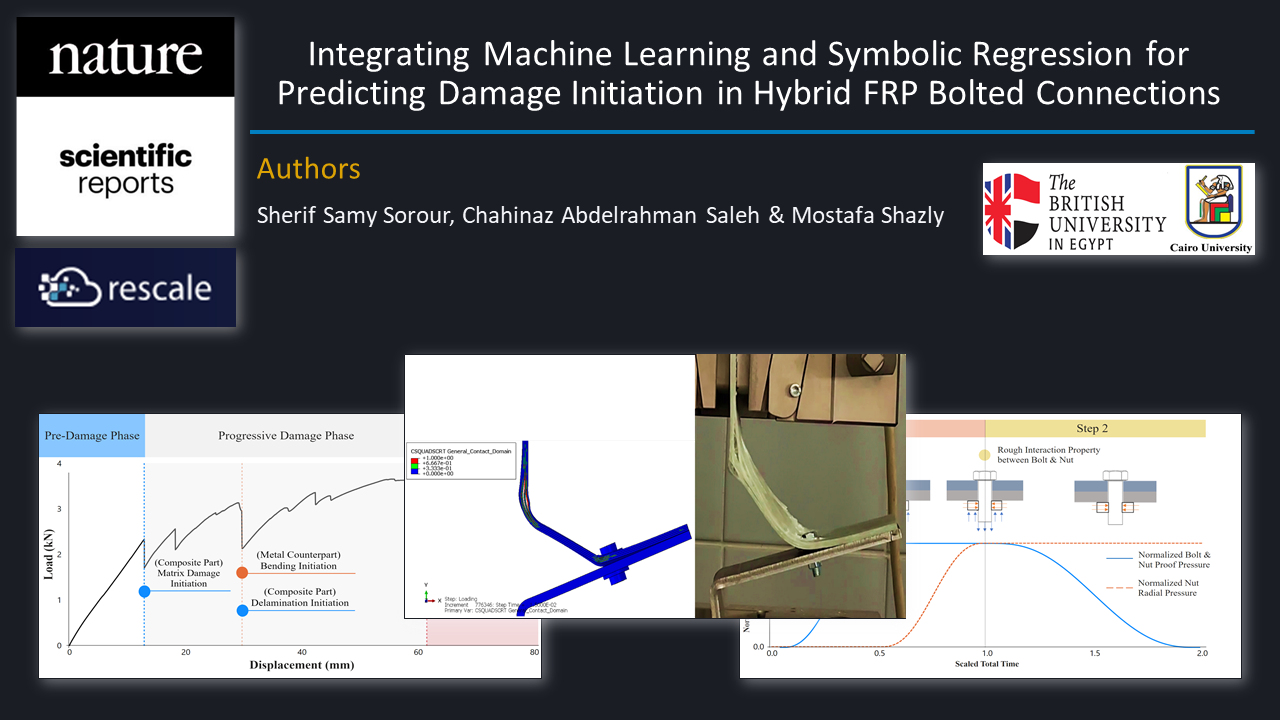 nature
scientific
reports
rescale
Integrating Machine Learning and Symbolic Regression for
Predicting Damage Initiation in Hybrid FRP Bolted Connections
Authors
Sherif Samy Sorour, Chahinaz Abdelrahman Saleh & Mostafa Shazly
The
BRITISH
UNIVERSITY
IN EGYPT
Cairo University
Pre-Damage Phase
Progressive Damage Phase
4
3
2
1
0
Load (kN)
(Composite Part)
Matrix Damage
Initiation
(Metal Counterpart)
Bending Initiation
(Composite Part)
Delamination Initiation
0
20
40
60
80
Displacement (mm)
CSQUADSCRT General_Contact_Domain
+1.000e+00
+6.667e-01
+3.333e-01
+0.000e+00
Y
X
Step: Loading
Increment 776346: Step Time
Primary Var: CSQUADSCRT General_Contact_Domain
Step 2
Rough Interaction Property
between Bolt & Nut
Normalized Bolt &
Nut Proof Pressure
Normalized Nut
Radial Pressure
0.0
0.0
0.5
1.0
1.5
2.0
Scaled Total Time